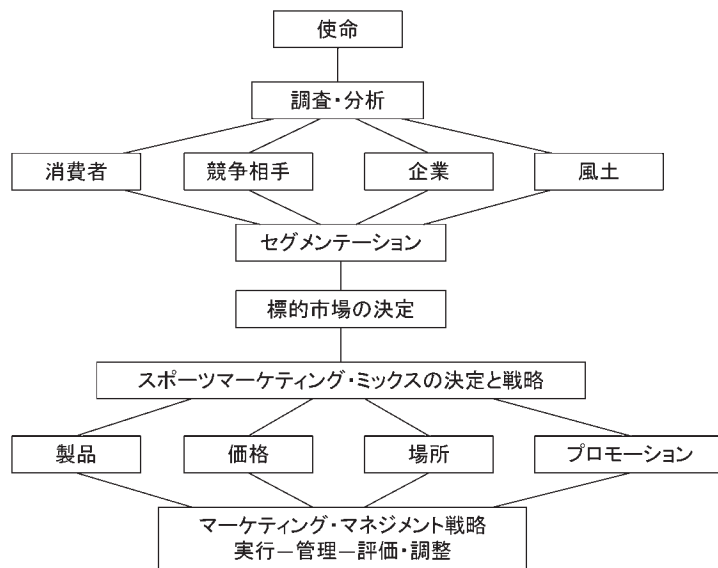 使命
調査・分析
消費者
競争相手
企業
風土
セグメンテーション
標的市場の決定
スポーツマーケティング・ミックスの決定と戦略
製品
価格
場所
プロモーション
マーケティング・マネジメント戦略
実行―管理―評価・調整